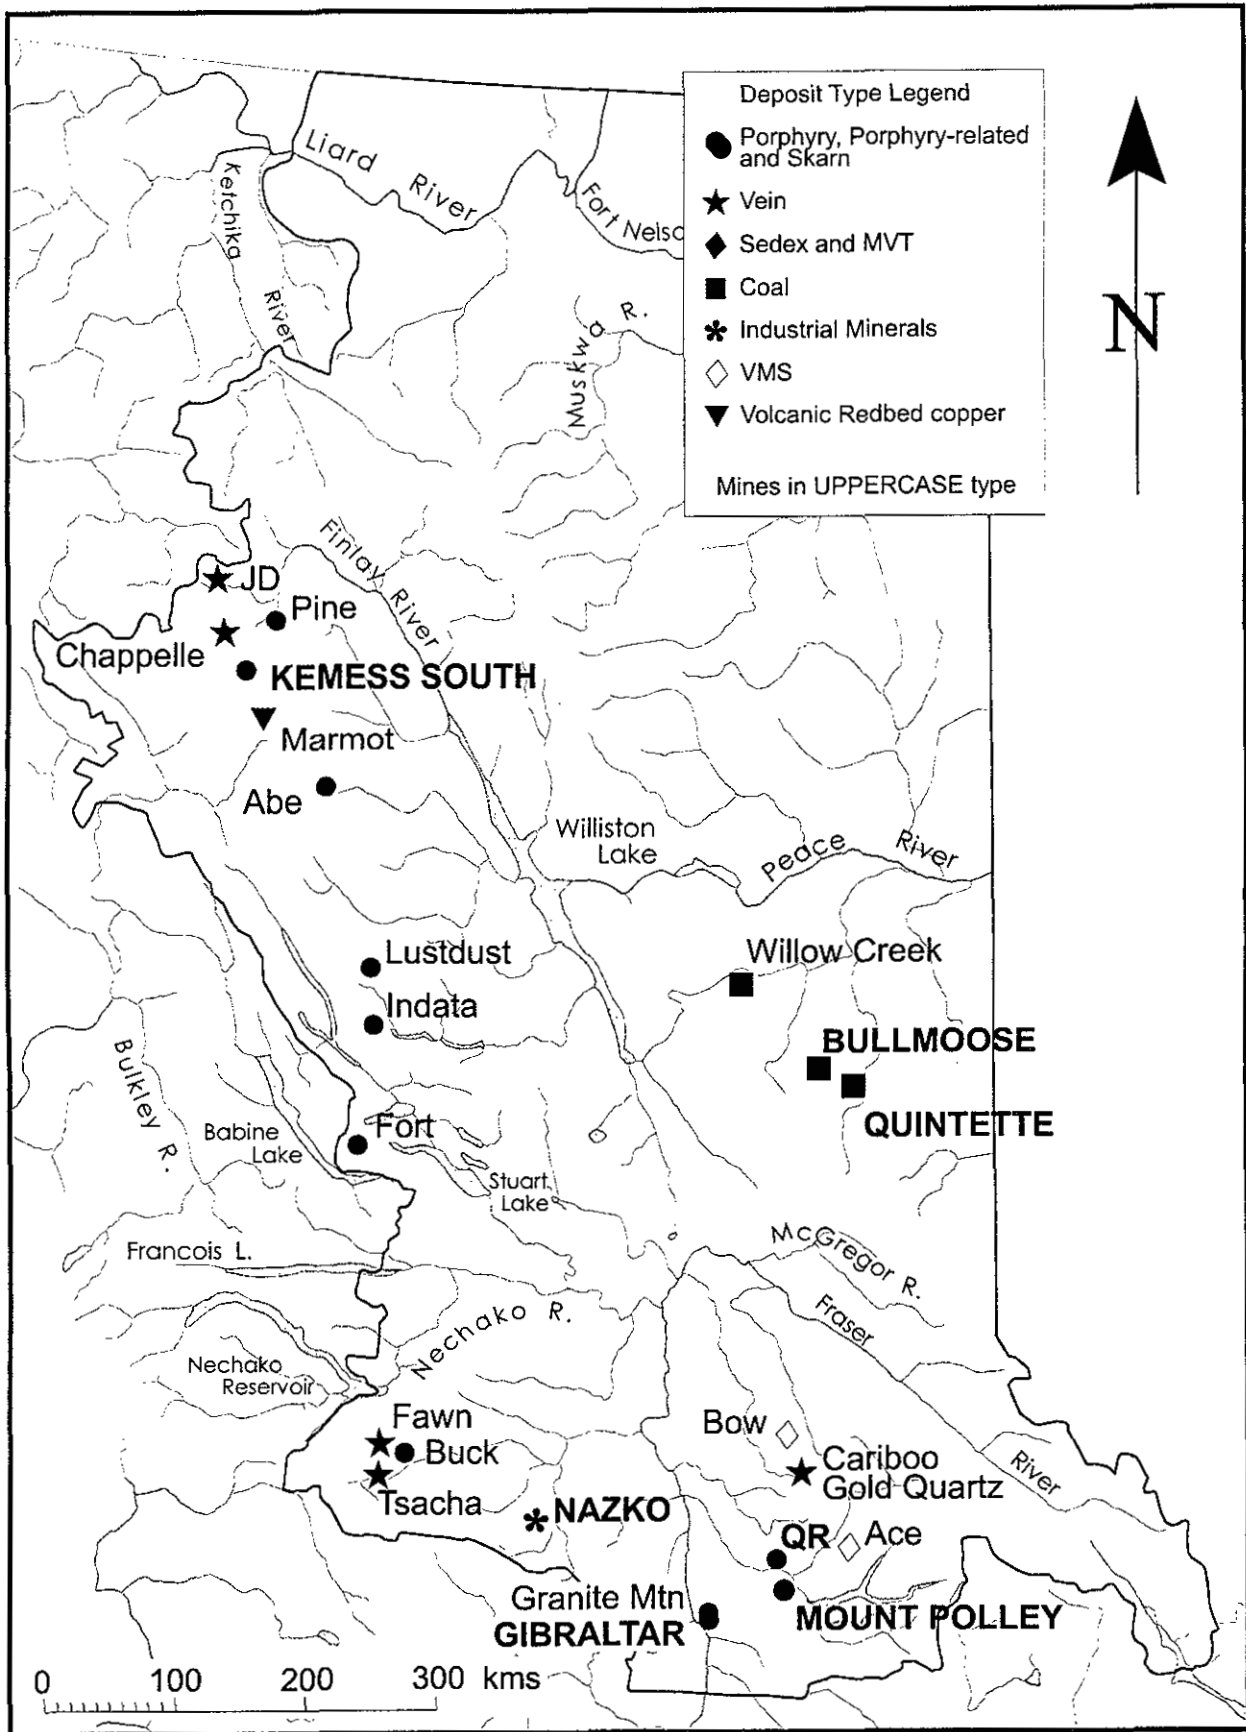 Deposit Type Legend
Porphyry, Porphyry-related
and Skarn
Vein
Sedex and MVT
Coal
Industrial Minerals
VMS
Volcanic Redbed copper
Mines in UPPERCASE type
N
Liard River
Ketchika River
Fort Nelso
Muskwa R.
Finlay River
JD
Pine
Chappelle
KEMESS SOUTH
Marmot
Abe
Williston
Lake
Peace River
Lustdust
Indata
Willow Creek
BULLMOOSE
QUINTETTE
Bulkley R.
Babine
Lake
Fort
Stuart
Lake
Francois L.
McGregor R.
Fraser River
Nechako R.
Nechako
Reservoir
Fawn
Buck
Tsacha
NAZKO
Bow
Cariboo
Gold Quartz
QR
Ace
Granite Mtn
GIBRALTAR
MOUNT POLLEY
0 100 200 300 kms